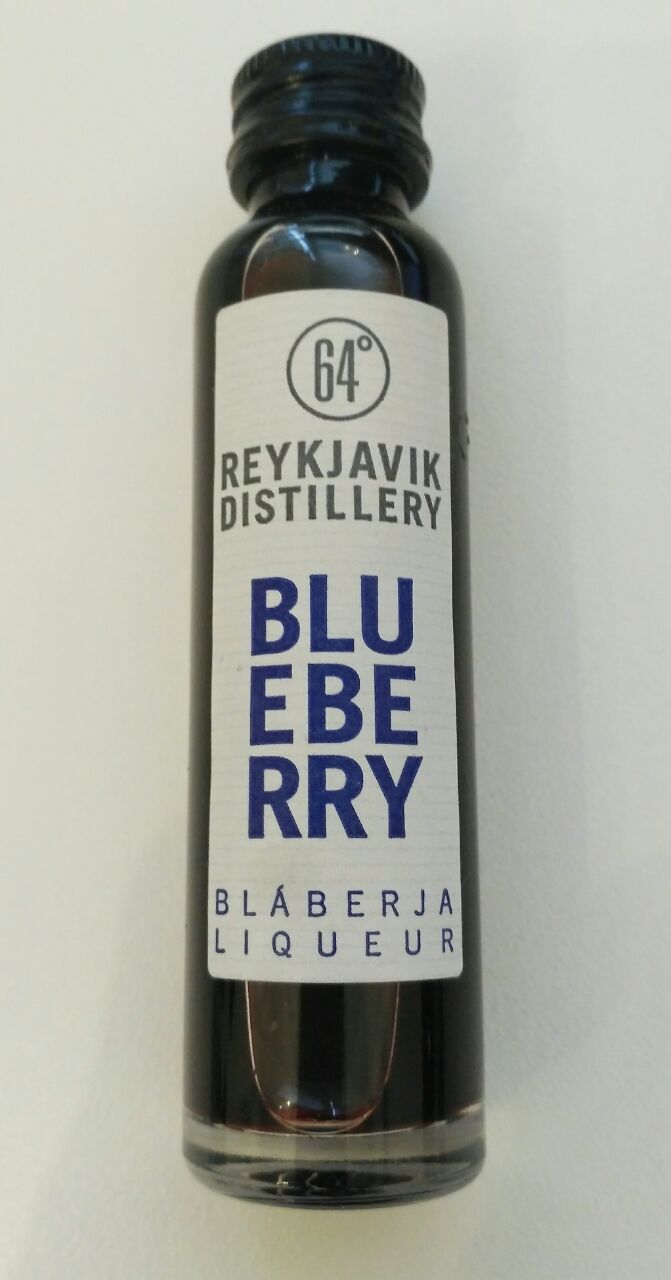 64°
REYKJAVIK
DISTILLERY
BLU
EBE
RRY
BLÁBERJA
LIQUEUR